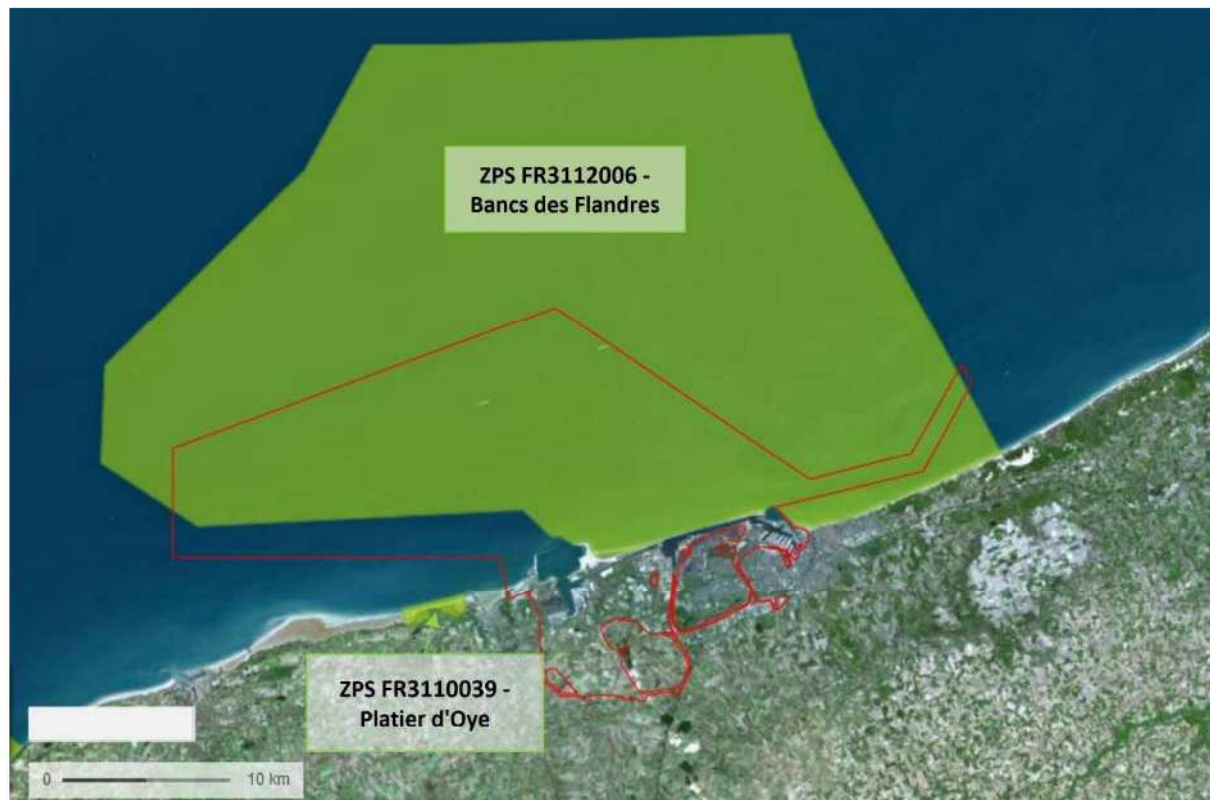 ZPS FR3112006 -
Bancs des Flandres
ZPS FR3110039 -
Platier d'Oye
0 10 km